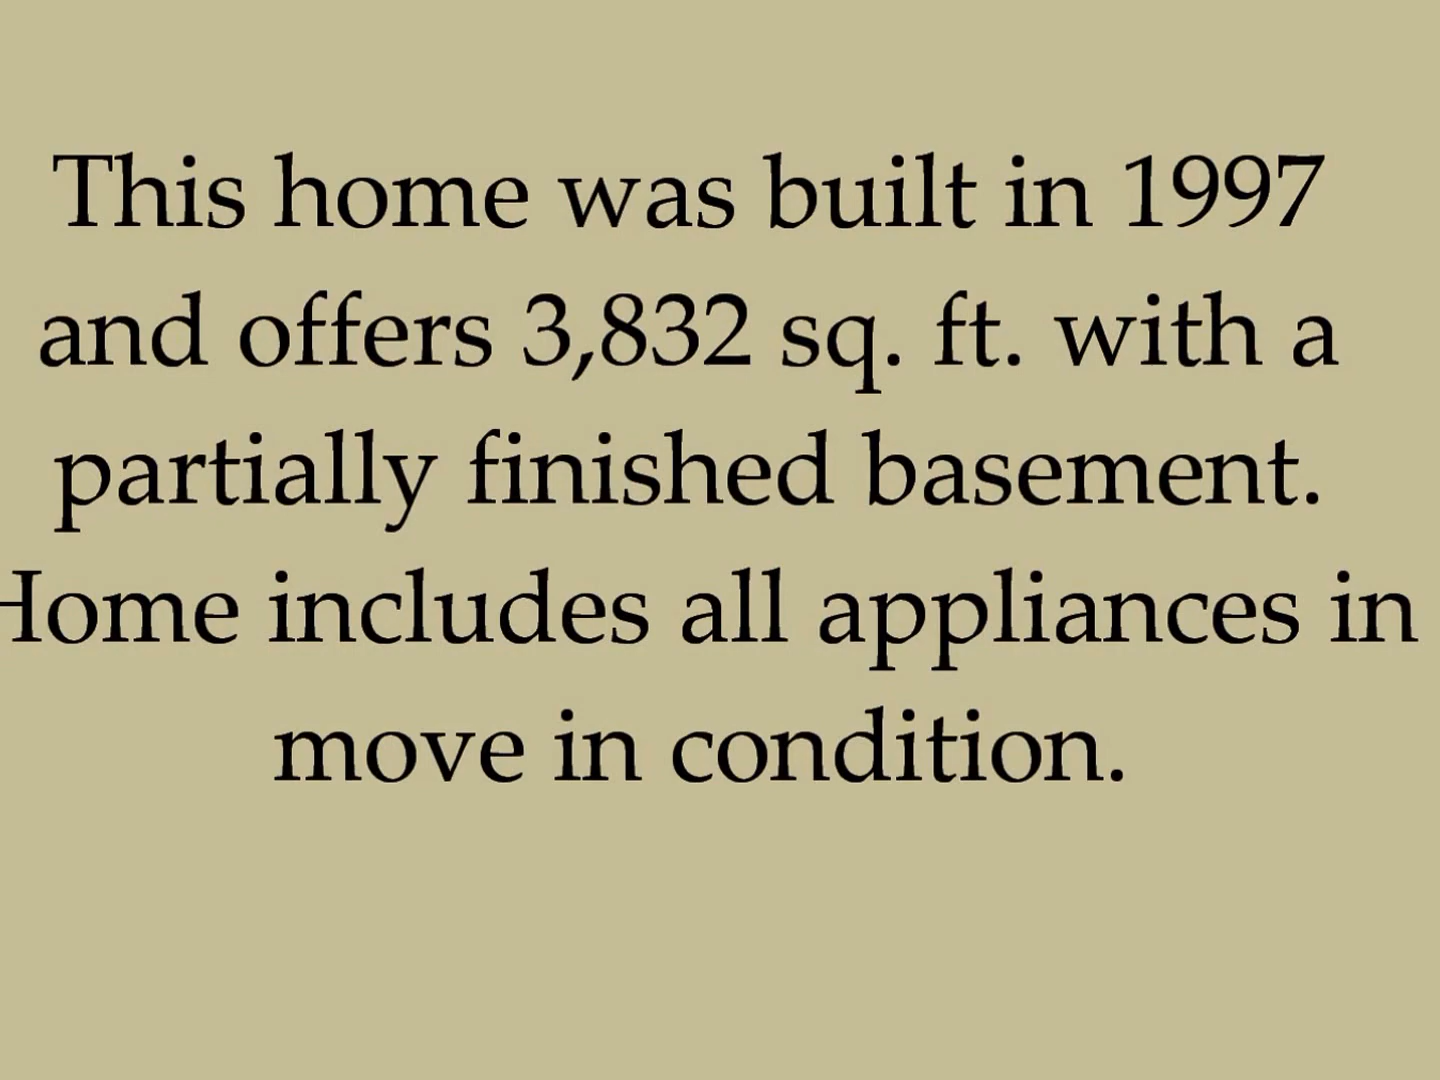 This home was built in 1997
and offers 3,832 sq. ft. with a
partially finished basement.
Home includes all appliances in
move in condition.